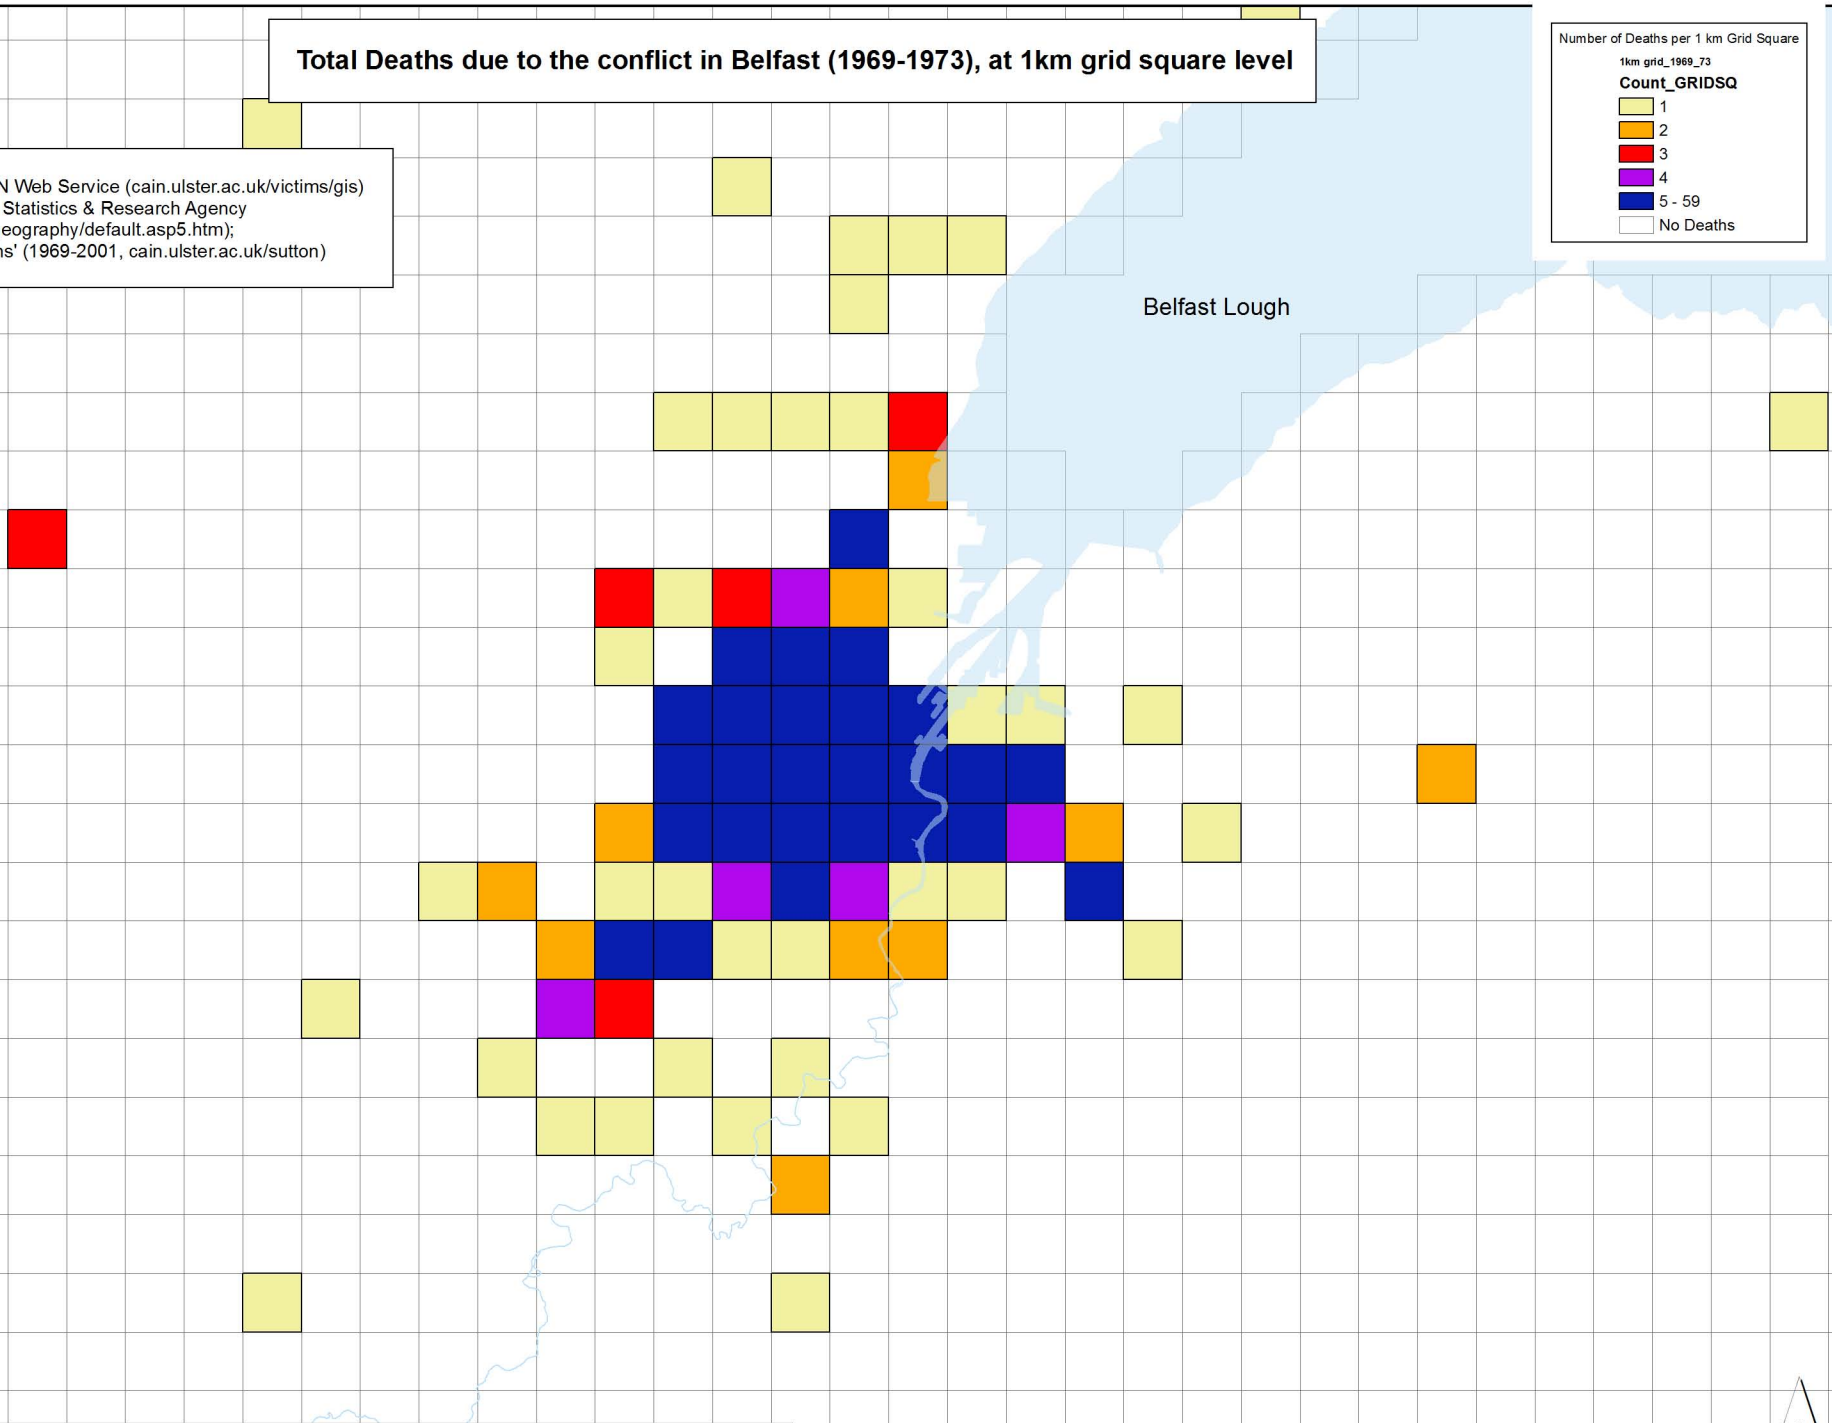 Total Deaths due to the conflict in Belfast (1969-1973), at 1km grid square level
Number of Deaths per 1 km Grid Square
1km grid_1969_73
Count_GRIDSQ
1
2
3
4
5 - 59
No Deaths
N Web Service (cain.ulster.ac.uk/victims/gis)
Statistics & Research Agency
eography/default.asp5.htm);
ns' (1969-2001, cain.ulster.ac.uk/sutton)
Belfast Lough